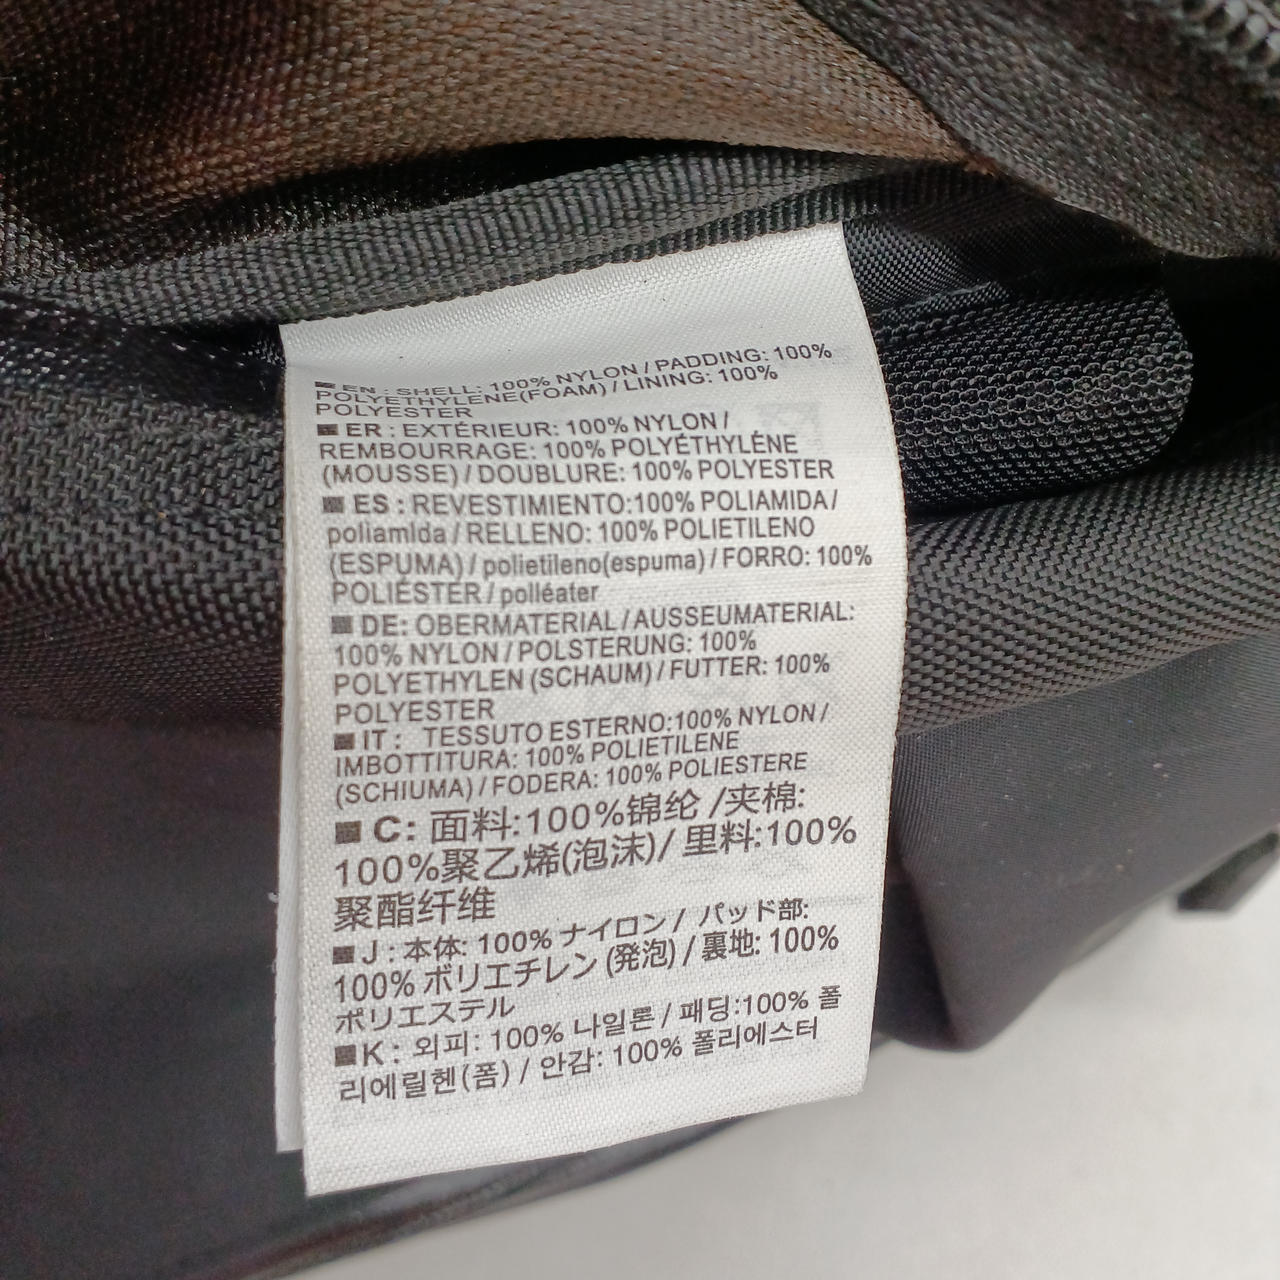 ■ EN : SHELL: 100% NYLON / PADDING: 100%
POLYETHYLENE(FOAM) / LINING: 100%
POLYESTER
■ ER : EXTÉRIEUR: 100% NYLON /
REMBOURRAGE: 100% POLYÉTHYLÉNE
(MOUSSE) / DOUBLURE: 100% POLYESTER
■ ES : REVESTIMIENTO:100% POLIAMIDA /
poliamida / RELLENO: 100% POLIETILENO
(ESPUMA) / polietileno(espuma) / FORRO: 100%
POLIÉSTER / polléater
■ DE: OBERMATERIAL / AUSSEUMATERIAL:
100% NYLON / POLSTERUNG: 100%
POLYETHYLEN (SCHAUM) / FUTTER: 100%
POLYESTER
■ IT : TESSUTO ESTERNO:100% NYLON /
IMBOTTITURA: 100% POLIETILENE
(SCHIUMA) / FODERA: 100% POLIESTERE
■ C: 面料:100%锦纶 /夹棉:
100%聚乙烯(泡沫)/ 里料:100%
聚酯纤维
■ J : 本体: 100% ナイロン / パッド部:
100% ポリエチレン (発泡) / 裏地: 100%
ポリエステル
■ K : 외피: 100% 나일론 / 패딩:100% 폴
리에릴헨(폼) / 안감: 100% 폴리에스터